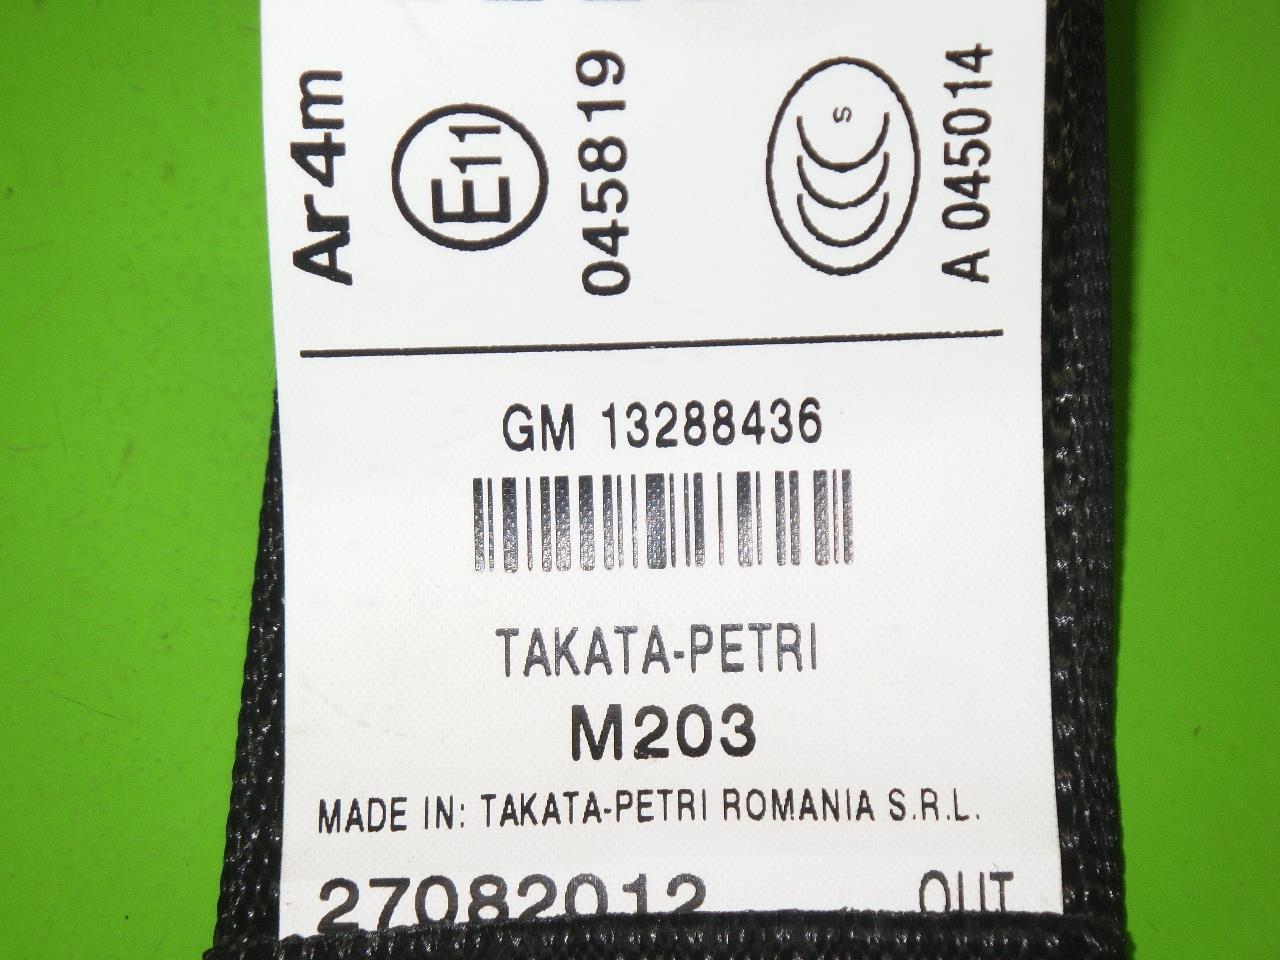 Ar4m
E11
045819
S
A 045014
GM 13288436
TAKATA-PETRI
M203
MADE IN: TAKATA-PETRI ROMANIA S.R.L.
27082012 OUT